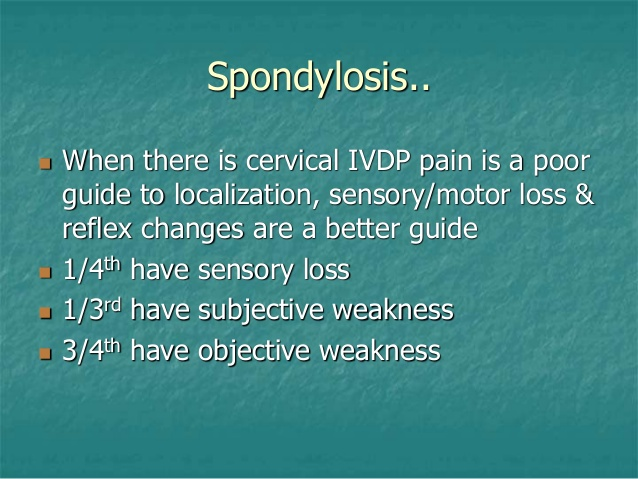 Spondylosis..
When there is cervical IVDP pain is a poor
guide to localization, sensory/motor loss &
reflex changes are a better guide
1/4th have sensory loss
1/3rd have subjective weakness
3/4th have objective weakness